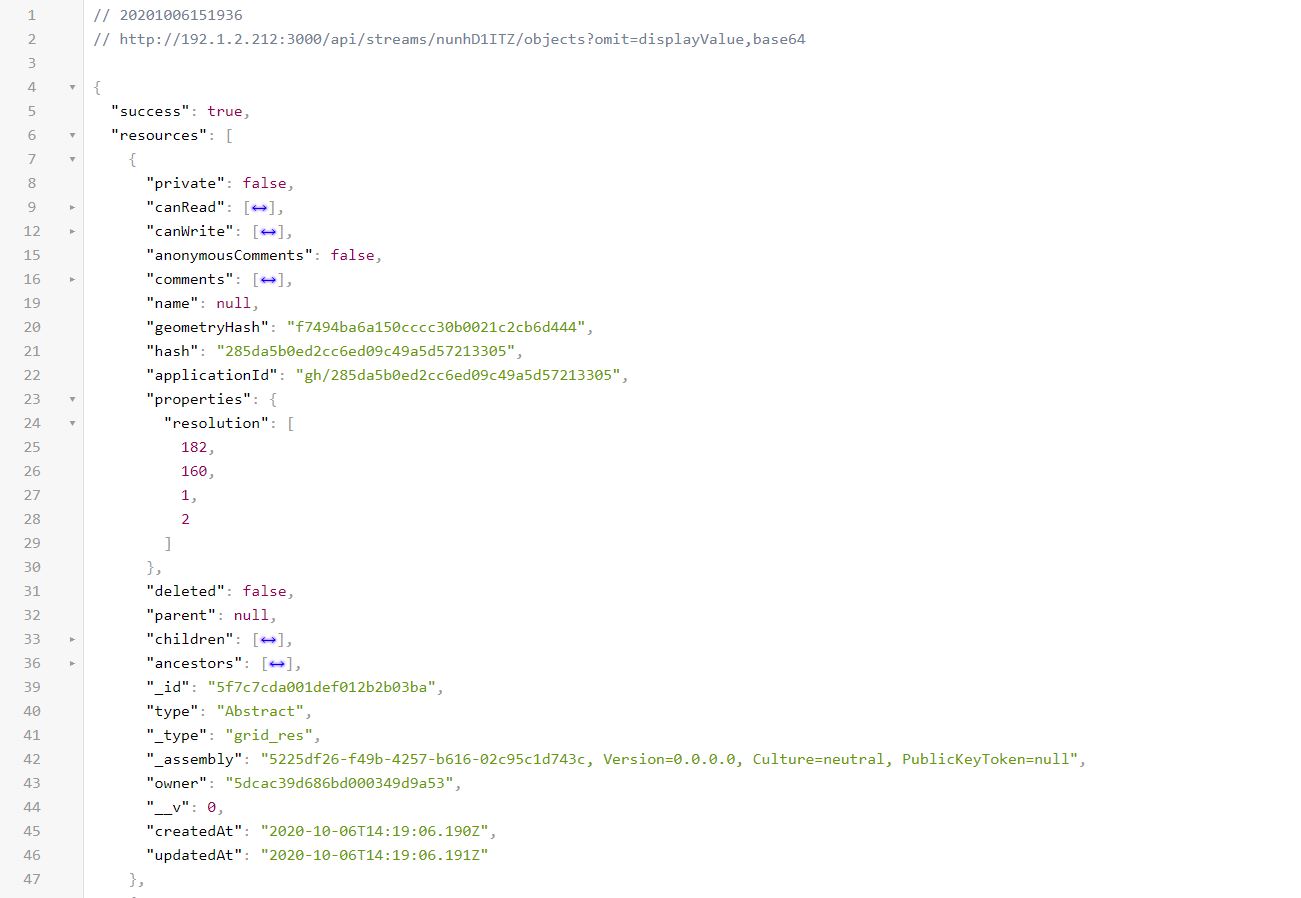 1 // 20201006151936
2 // http://192.1.2.212:3000/api/streams/nunhD1ITZ/objects?omit=displayValue,base64
3
4 {
5 "success": true,
6 "resources": [
7 {
8 "private": false,
9 "canRead": [↔],
12 "canWrite": [↔],
15 "anonymousComments": false,
16 "comments": [↔],
19 "name": null,
20 "geometryHash": "f7494ba6a150cccc30b0021c2cb6d444",
21 "hash": "285da5b0ed2cc6ed09c49a5d57213305",
22 "applicationId": "gh/285da5b0ed2cc6ed09c49a5d57213305",
23 "properties": {
24 "resolution": [
25 182,
26 160,
27 1,
28 2
29 ]
30 },
31 "deleted": false,
32 "parent": null,
33 "children": [↔],
36 "ancestors": [↔],
39 "_id": "5f7c7cda001def012b2b03ba",
40 "type": "Abstract",
41 "_type": "grid_res",
42 "_assembly": "5225df26-f49b-4257-b616-02c95c1d743c, Version=0.0.0.0, Culture=neutral, PublicKeyToken=null",
43 "owner": "5dcac39d686bd000349d9a53",
44 "__v": 0,
45 "createdAt": "2020-10-06T14:19:06.190Z",
46 "updatedAt": "2020-10-06T14:19:06.191Z"
47 },